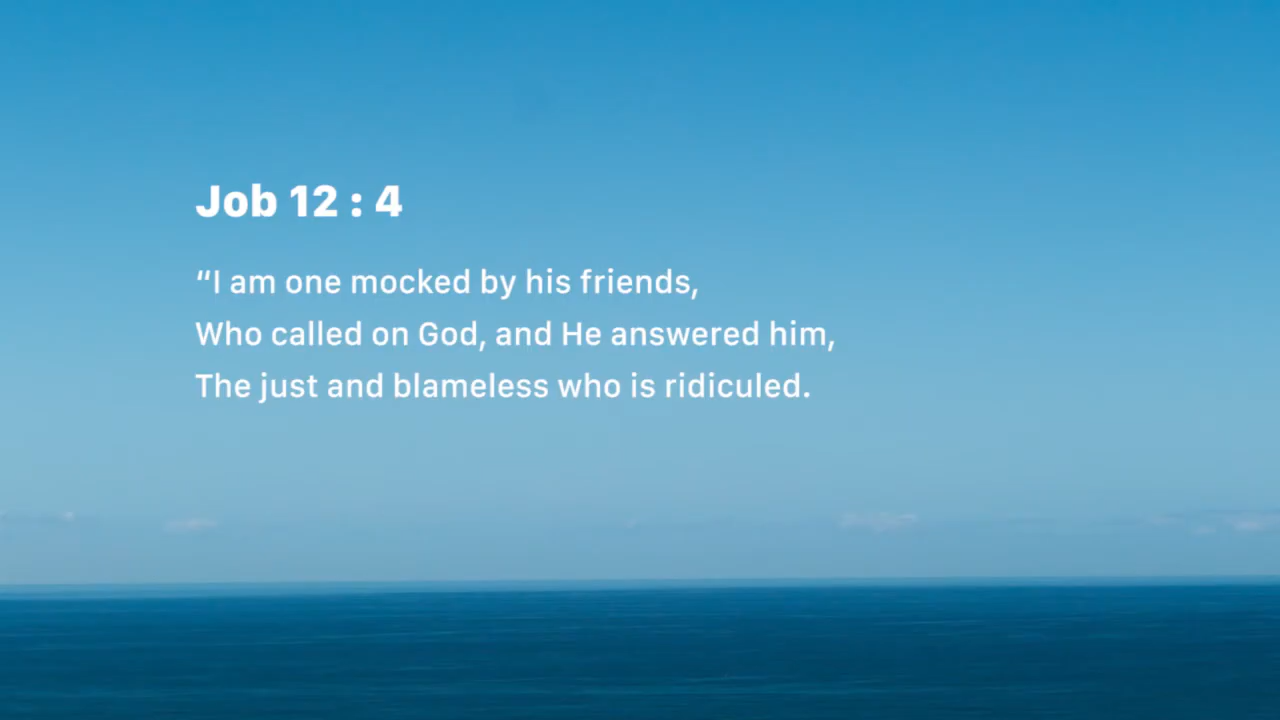 Job 12 : 4
“I am one mocked by his friends,
Who called on God, and He answered him,
The just and blameless who is ridiculed.